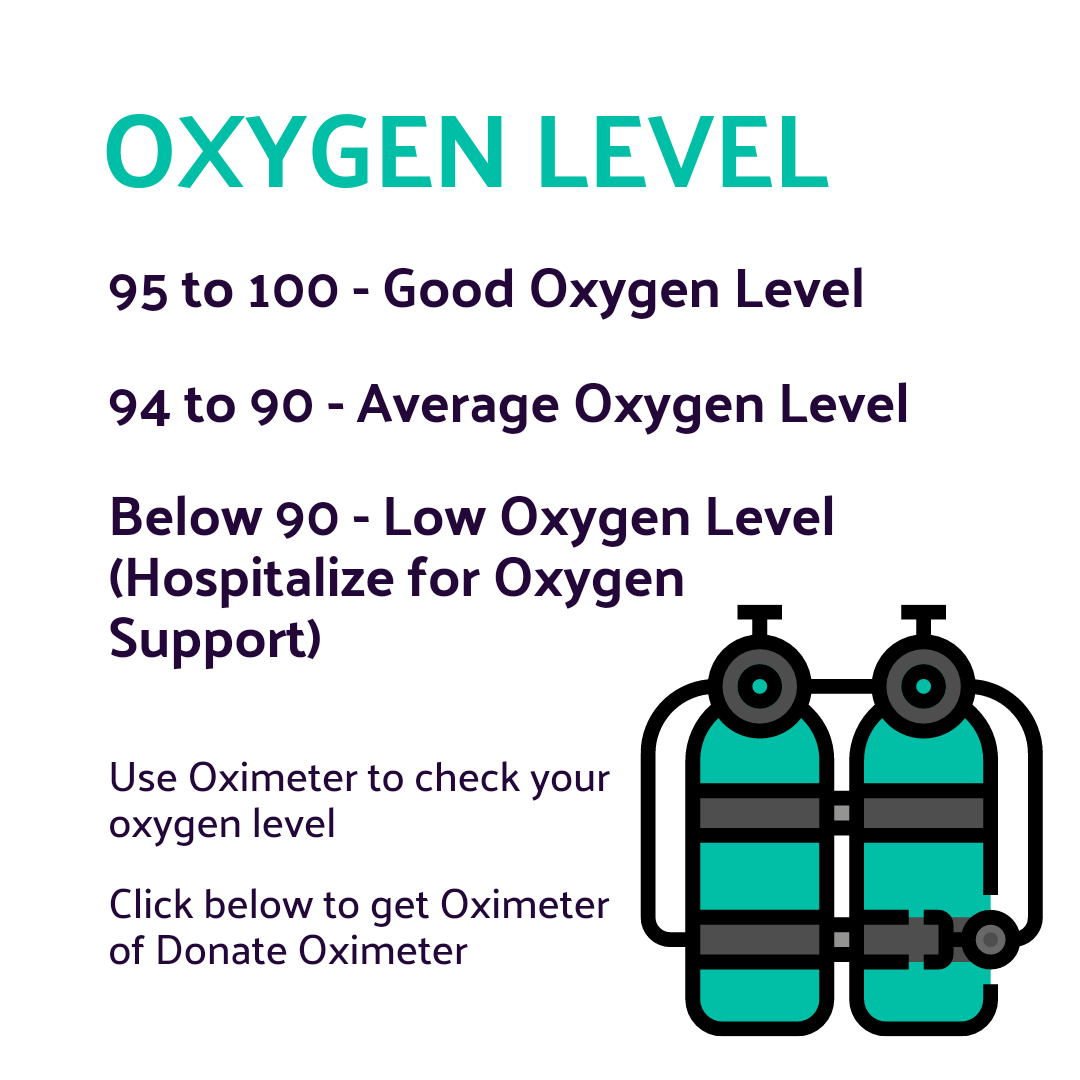 OXYGEN LEVEL
95 to 100 - Good Oxygen Level
94 to 90 - Average Oxygen Level
Below 90 - Low Oxygen Level
(Hospitalize for Oxygen
Support)
Use Oximeter to check your
oxygen level
Click below to get Oximeter
of Donate Oximeter